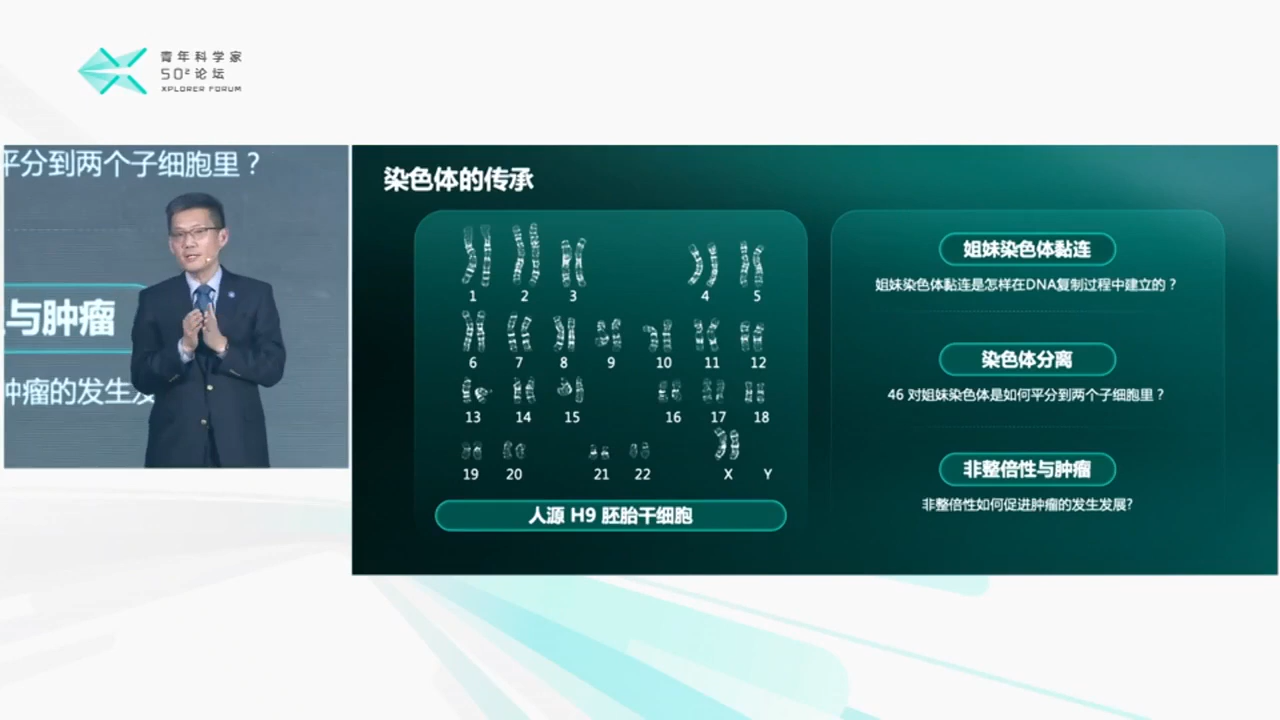 青年科学家
50²论坛
XPLORER FORUM
平分到两个子细胞里？
与肿瘤
肿瘤的发生发
染色体的传承
1 2 3 4 5
6 7 8 9 10 11 12
13 14 15 16 17 18
19 20 21 22 X Y
人源 H9 胚胎干细胞
姐妹染色体黏连
姐妹染色体黏连是怎样在DNA复制过程中建立的？
染色体分离
46 对姐妹染色体是如何平分到两个子细胞里？
非整倍性与肿瘤
非整倍性如何促进肿瘤的发生发展?